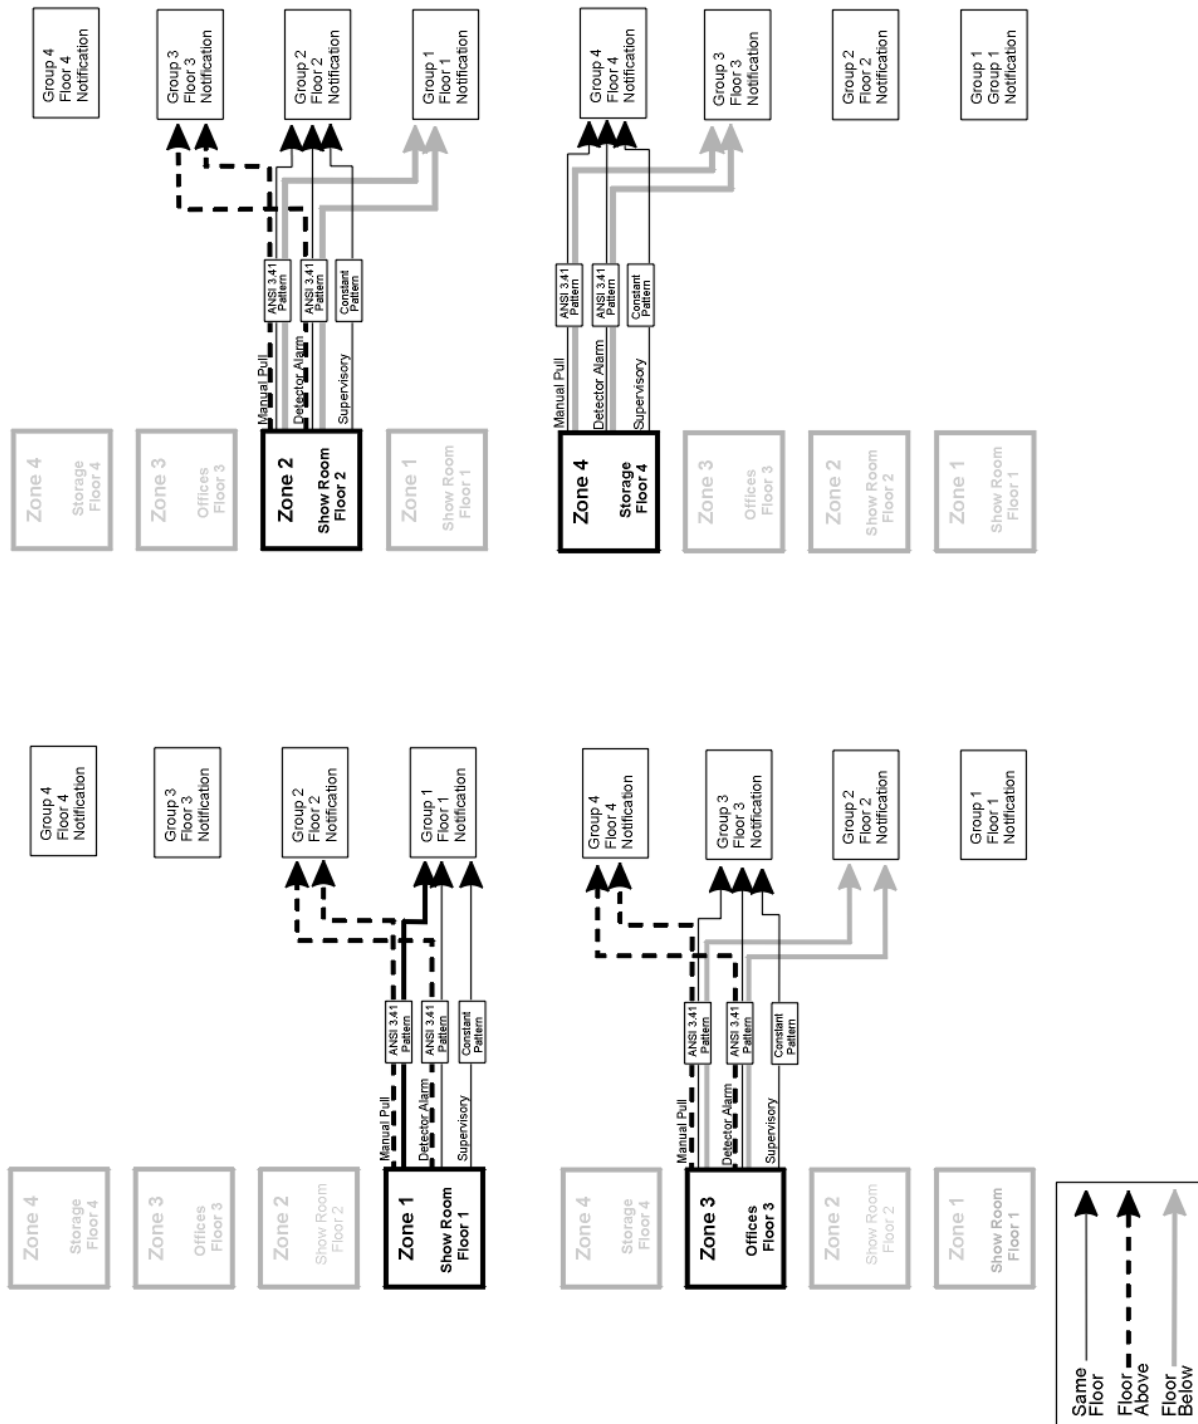 Zone 4
Storage
Floor 4
Group 4
Floor 4
Notification
Zone 3
Offices
Floor 3
Group 3
Floor 3
Notification
Zone 2
Show Room
Floor 2
Group 2
Floor 2
Notification
Zone 1
Show Room
Floor 1
Manual Pull
ANSI 3.41
Pattern
Detector Alarm
ANSI 3.41
Pattern
Supervisory
Constant
Pattern
Group 1
Floor 1
Notification
Zone 4
Storage
Floor 4
Group 4
Floor 4
Notification
Zone 3
Offices
Floor 3
Group 3
Floor 3
Notification
Zone 2
Show Room
Floor 2
Manual Pull
ANSI 3.41
Pattern
Detector Alarm
ANSI 3.41
Pattern
Supervisory
Constant
Pattern
Group 2
Floor 2
Notification
Zone 1
Show Room
Floor 1
Group 1
Floor 1
Notification
Zone 4
Storage
Floor 4
Group 4
Floor 4
Notification
Zone 3
Offices
Floor 3
Manual Pull
ANSI 3.41
Pattern
Detector Alarm
ANSI 3.41
Pattern
Supervisory
Constant
Pattern
Group 3
Floor 3
Notification
Zone 2
Show Room
Floor 2
Group 2
Floor 2
Notification
Zone 1
Show Room
Floor 1
Group 1
Floor 1
Notification
Zone 4
Storage
Floor 4
Manual Pull
ANSI 3.41
Pattern
Detector Alarm
ANSI 3.41
Pattern
Supervisory
Constant
Pattern
Group 4
Floor 4
Notification
Zone 3
Offices
Floor 3
Group 3
Floor 3
Notification
Zone 2
Show Room
Floor 2
Group 2
Floor 2
Notification
Zone 1
Show Room
Floor 1
Group 1
Group 1
Notification
Same
Floor
Floor
Above
Floor
Below